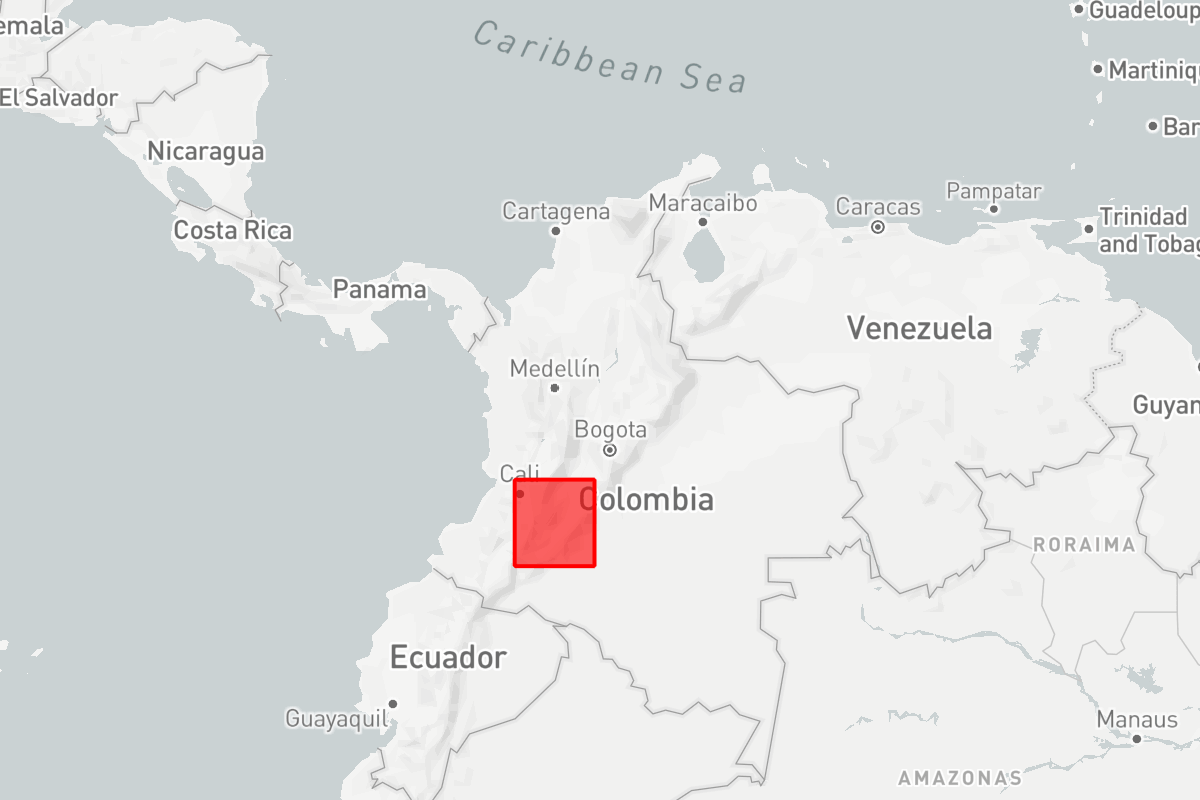 Guadeloup
emala
Caribbean Sea
Martiniqu
El Salvador
Bar
Nicaragua
Pampatar
Maracaibo
Cartagena
Caracas
Trinidad
and Tobag
Costa Rica
Panama
Venezuela
Medellín
Guyan
Bogota
Cali
Colombia
RORAIMA
Ecuador
Guayaquil
Manaus
AMAZONAS